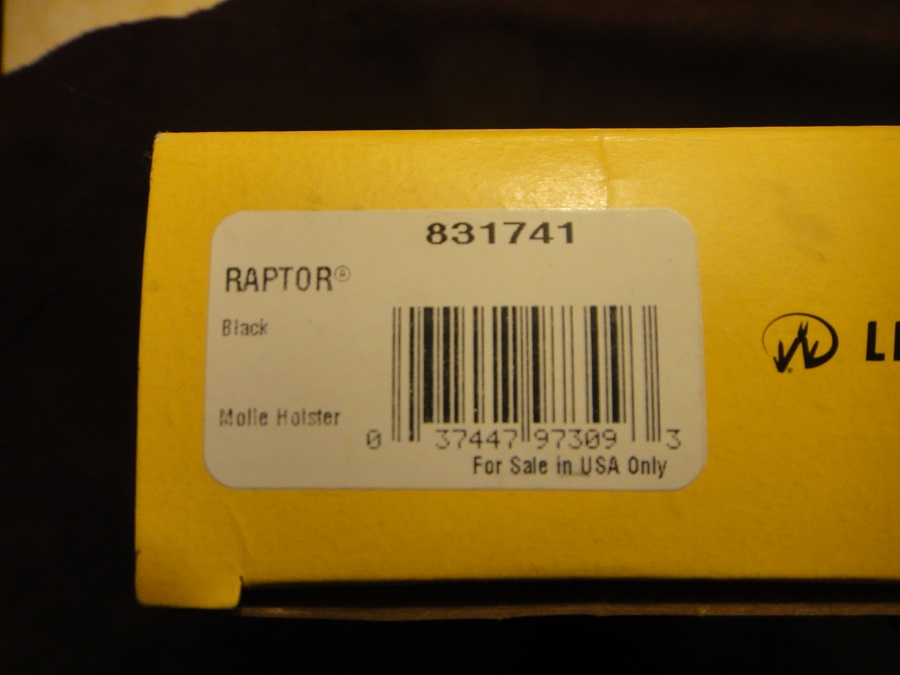 831741
RAPTOR®
Black
Molle Holster
0 37447 97309 3
For Sale in USA Only